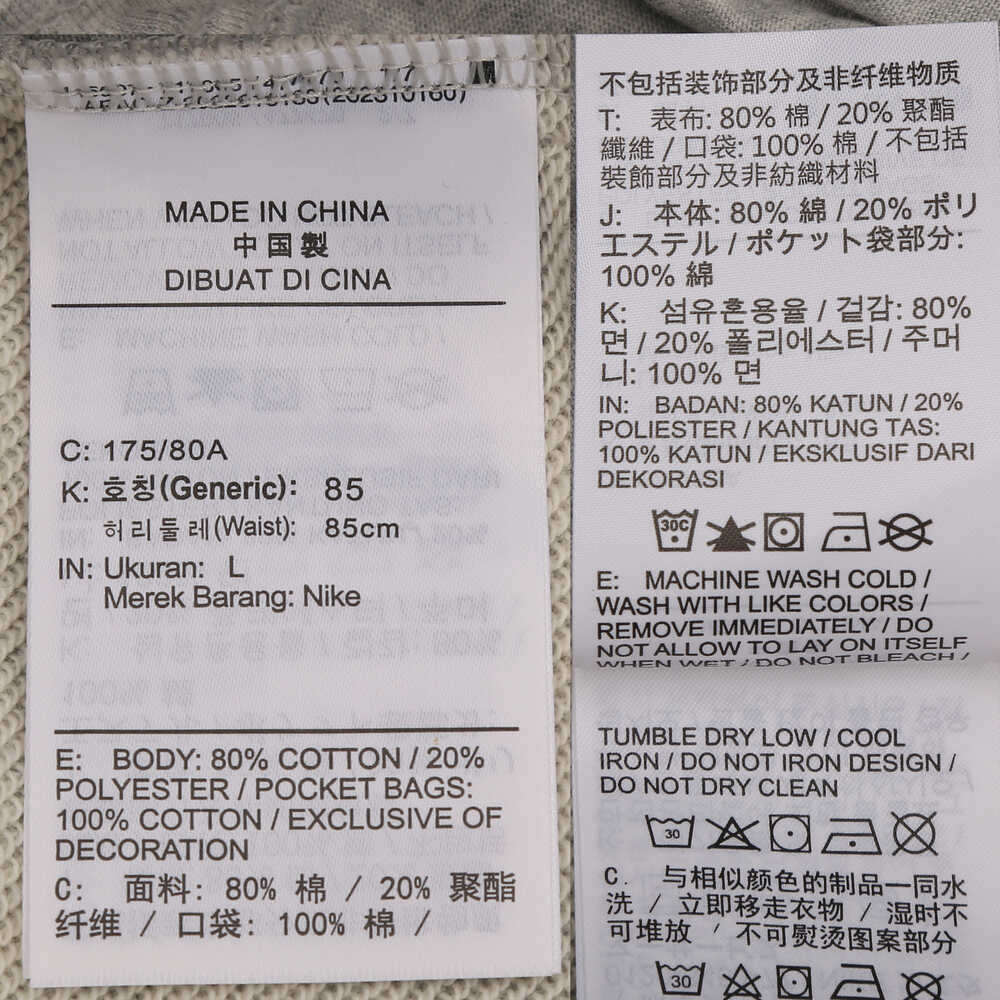 MADE IN CHINA
中国製
DIBUAT DI CINA
C: 175/80A
K: 호칭(Generic): 85
허리둘레(Waist): 85cm
IN: Ukuran: L
Merek Barang: Nike
E: BODY: 80% COTTON / 20%
POLYESTER / POCKET BAGS:
100% COTTON / EXCLUSIVE OF
DECORATION
C: 面料: 80% 棉 / 20% 聚酯
纤维 / 口袋: 100% 棉 /
不包括装饰部分及非纤维物质
T: 表布: 80% 棉 / 20% 聚酯
纖維 / 口袋: 100% 棉 / 不包括
裝飾部分及非紡織材料
J: 本体: 80% 綿 / 20% ポリ
エステル / ポケット袋部分:
100% 綿
K: 섬유혼용율 / 겉감: 80%
면 / 20% 폴리에스터 / 주머
니: 100% 면
IN: BADAN: 80% KATUN / 20%
POLIESTER / KANTUNG TAS:
100% KATUN / EKSKLUSIF DARI
DEKORASI
30C
E: MACHINE WASH COLD /
WASH WITH LIKE COLORS /
REMOVE IMMEDIATELY / DO
NOT ALLOW TO LAY ON ITSELF
WHEN WET / DO NOT BLEACH /
TUMBLE DRY LOW / COOL
IRON / DO NOT IRON DESIGN /
DO NOT DRY CLEAN
30
C. 与相似颜色的制品一同水
洗 / 立即移走衣物 / 湿时不
可堆放 / 不可熨烫图案部分
30